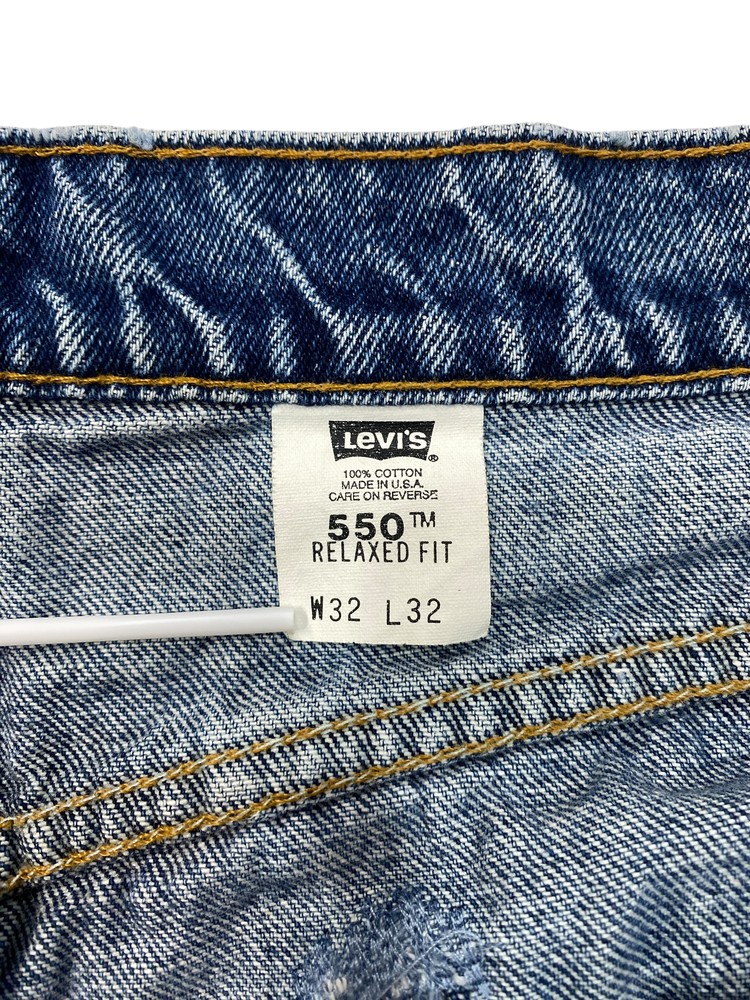 Levi's®
100% COTTON
MADE IN U.S.A.
CARE ON REVERSE
550™
RELAXED FIT
W32 L32